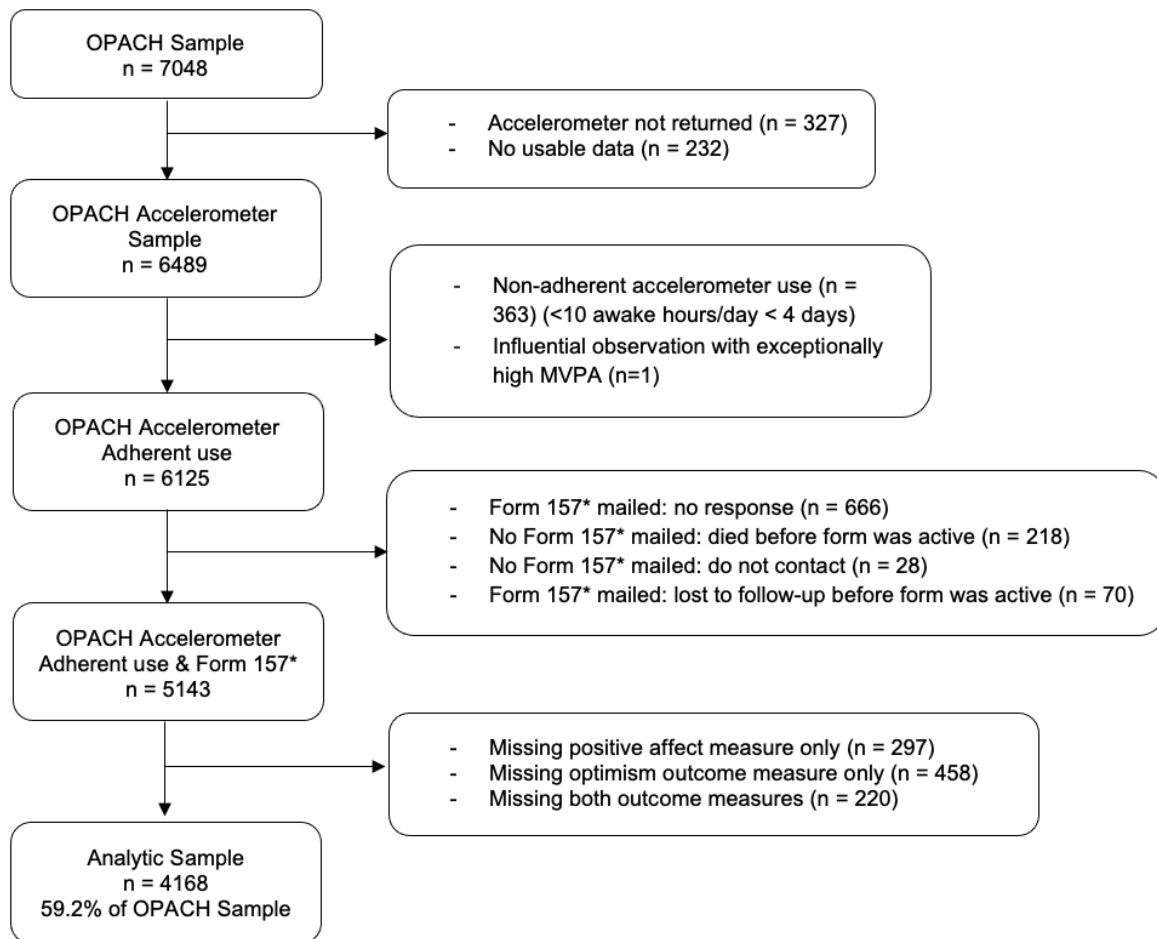 OPACH Sample
n = 7048
- Accelerometer not returned (n = 327)
- No usable data (n = 232)
OPACH Accelerometer
Sample
n = 6489
- Non-adherent accelerometer use (n =
363) (<10 awake hours/day < 4 days)
- Influential observation with exceptionally
high MVPA (n=1)
OPACH Accelerometer
Adherent use
n = 6125
- Form 157* mailed: no response (n = 666)
- No Form 157* mailed: died before form was active (n = 218)
- No Form 157* mailed: do not contact (n = 28)
- Form 157* mailed: lost to follow-up before form was active (n = 70)
OPACH Accelerometer
Adherent use & Form 157*
n = 5143
- Missing positive affect measure only (n = 297)
- Missing optimism outcome measure only (n = 458)
- Missing both outcome measures (n = 220)
Analytic Sample
n = 4168
59.2% of OPACH Sample